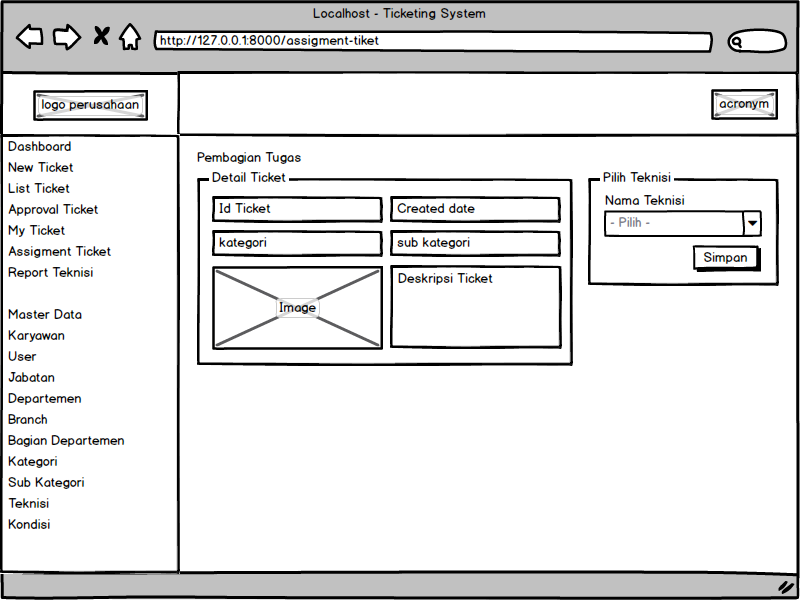 Localhost - Ticketing System
http://127.0.0.1:8000/assigment-tiket
logo perusahaan
acronym
Dashboard
New Ticket
List Ticket
Approval Ticket
My Ticket
Assigment Ticket
Report Teknisi
Master Data
Karyawan
User
Jabatan
Departemen
Branch
Bagian Departemen
Kategori
Sub Kategori
Teknisi
Kondisi
Pembagian Tugas
Detail Ticket
Id Ticket
Created date
kategori
sub kategori
Image
Deskripsi Ticket
Pilih Teknisi
Nama Teknisi
- Pilih -
Simpan